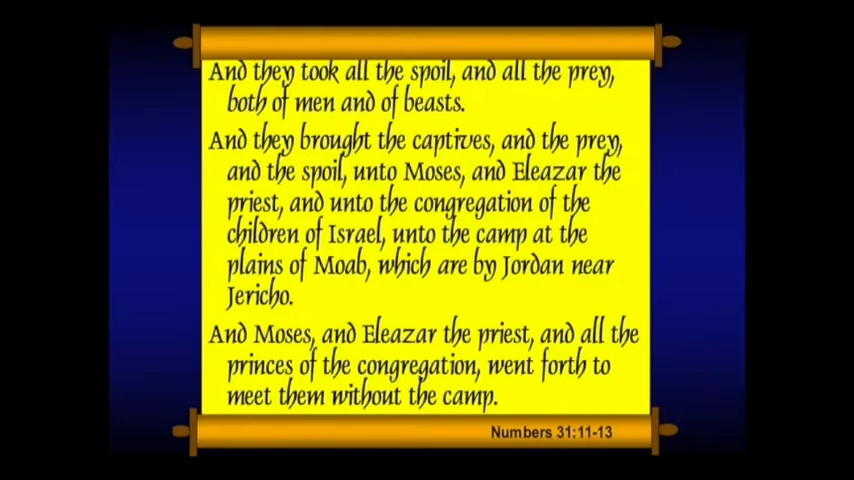 And they took all the spoil, and all the prey,
both of men and of beasts.
And they brought the captives, and the prey,
and the spoil, unto Moses, and Eleazar the
priest, and unto the congregation of the
children of Israel, unto the camp at the
plains of Moab, which are by Jordan near
Jericho.
And Moses, and Eleazar the priest, and all the
princes of the congregation, went forth to
meet them without the camp.
Numbers 31:11-13